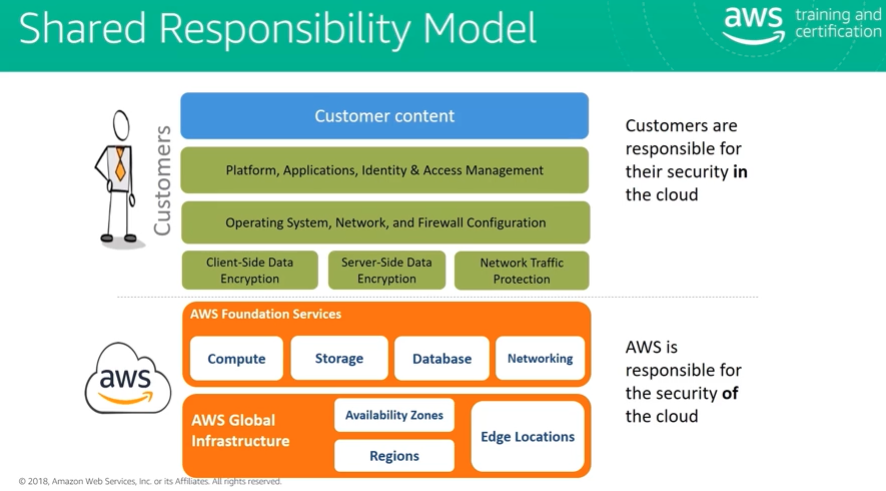 Shared Responsibility Model
aws training and
certification
Customer content
Customers
Platform, Applications, Identity & Access Management
Operating System, Network, and Firewall Configuration
Client-Side Data
Encryption
Server-Side Data
Encryption
Network Traffic
Protection
Customers are
responsible for
their security in
the cloud
AWS Foundation Services
Compute
Storage
Database
Networking
aws
AWS Global
Infrastructure
Availability Zones
Regions
Edge Locations
AWS is
responsible for
the security of
the cloud
© 2018, Amazon Web Services, Inc. or its Affiliates. All rights reserved.